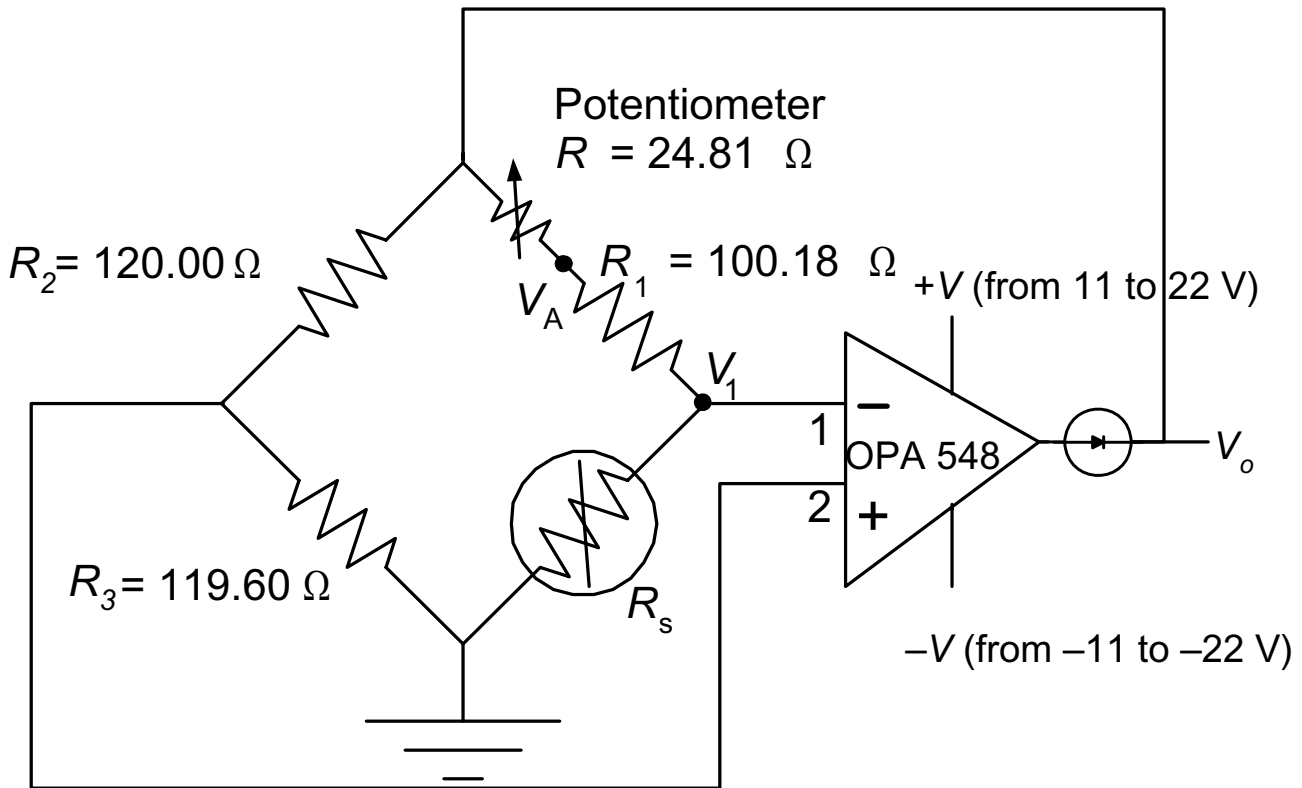 Potentiometer
R = 24.81 Ω
R2= 120.00 Ω
R1 = 100.18 Ω
VA
+V (from 11 to 22 V)
V1
−
1
OPA 548
Vo
2
+
R3= 119.60 Ω
Rs
–V (from –11 to –22 V)